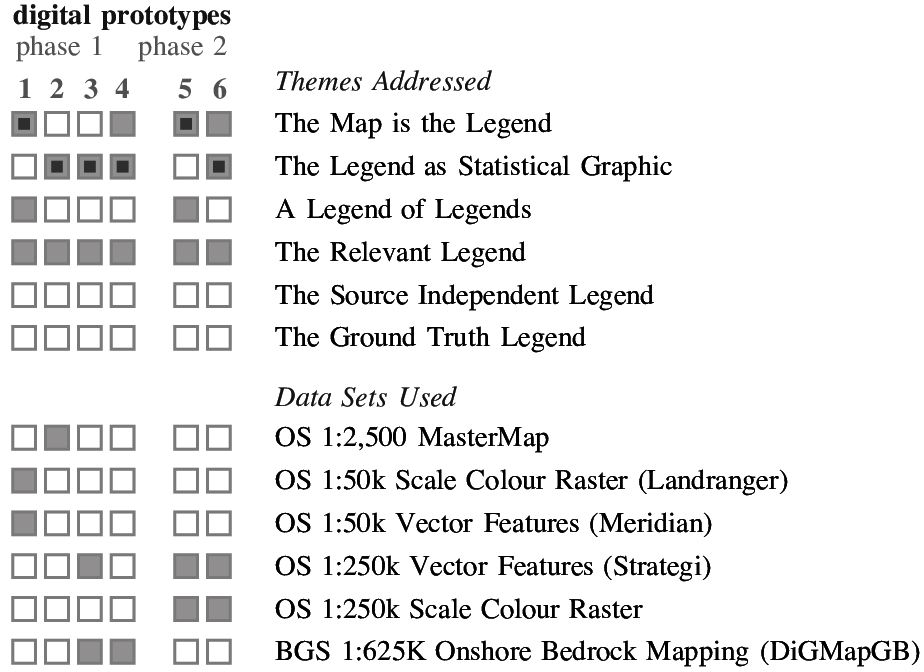 digital prototypes
phase 1 phase 2
1 2 3 4 5 6 Themes Addressed
The Map is the Legend
The Legend as Statistical Graphic
A Legend of Legends
The Relevant Legend
The Source Independent Legend
The Ground Truth Legend
Data Sets Used
OS 1:2,500 MasterMap
OS 1:50k Scale Colour Raster (Landranger)
OS 1:50k Vector Features (Meridian)
OS 1:250k Vector Features (Strategi)
OS 1:250k Scale Colour Raster
BGS 1:625K Onshore Bedrock Mapping (DiGMapGB)